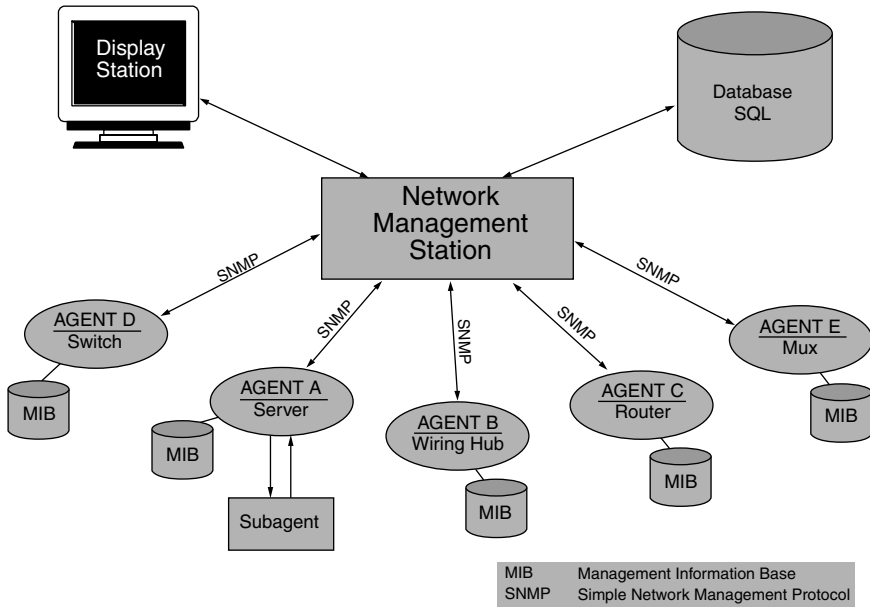 Display
Station
Database
SQL
Network
Management
Station
SNMP
SNMP
SNMP
SNMP
SNMP
AGENT D
Switch
MIB
AGENT A
Server
MIB
Subagent
AGENT B
Wiring Hub
MIB
AGENT C
Router
MIB
AGENT E
Mux
MIB
MIB Management Information Base
SNMP Simple Network Management Protocol